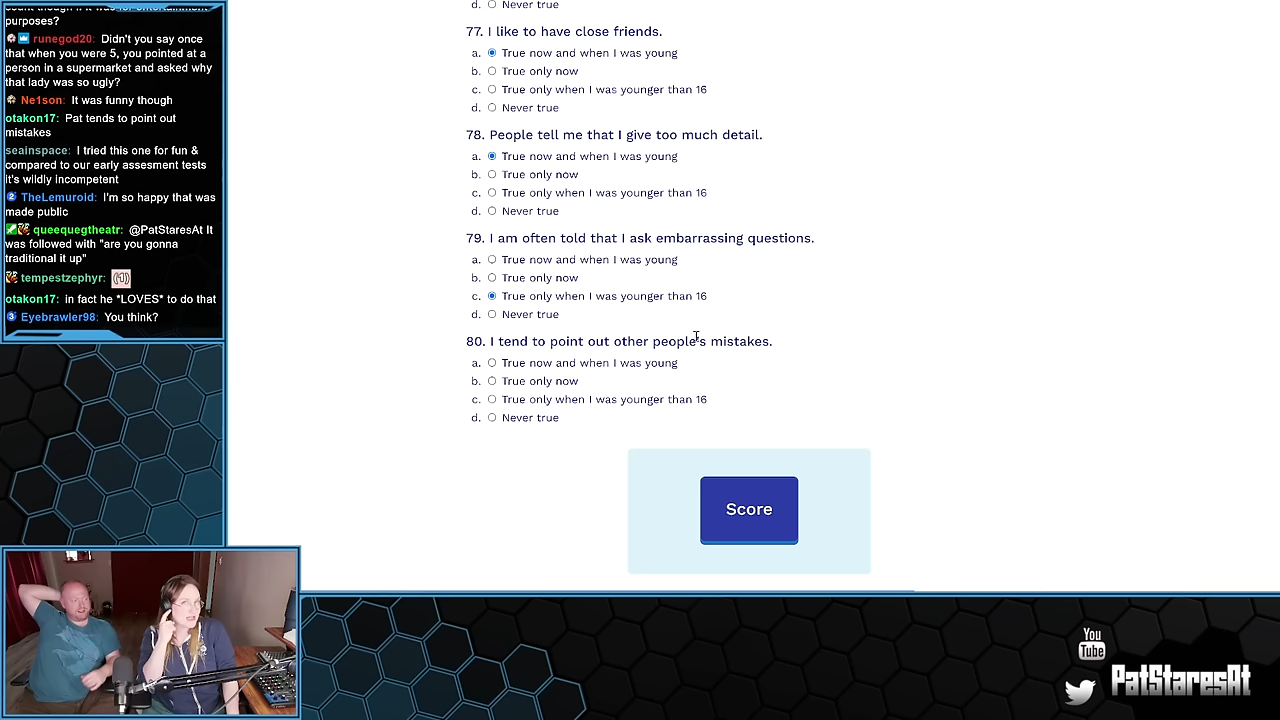 purposes?
runegod20: Didn't you say once
that when you were 5, you pointed at a
person in a supermarket and asked why
that lady was so ugly?
Ne1son: It was funny though
otakon17: Pat tends to point out
mistakes
seainspace: I tried this one for fun &
compared to our early assesment tests
it's wildly incompetent
TheLemuroid: I'm so happy that was
made public
queequegtheatr: @PatStaresAt It
was followed with "are you gonna
traditional it up"
tempestzephyr:
otakon17: in fact he *LOVES* to do that
Eyebrawler98: You think?
d. Never true
77. I like to have close friends.
a. True now and when I was young
b. True only now
c. True only when I was younger than 16
d. Never true
78. People tell me that I give too much detail.
a. True now and when I was young
b. True only now
c. True only when I was younger than 16
d. Never true
79. I am often told that I ask embarrassing questions.
a. True now and when I was young
b. True only now
c. True only when I was younger than 16
d. Never true
80. I tend to point out other people's mistakes.
a. True now and when I was young
b. True only now
c. True only when I was younger than 16
d. Never true
Score
You
Tube
PatStaresAt